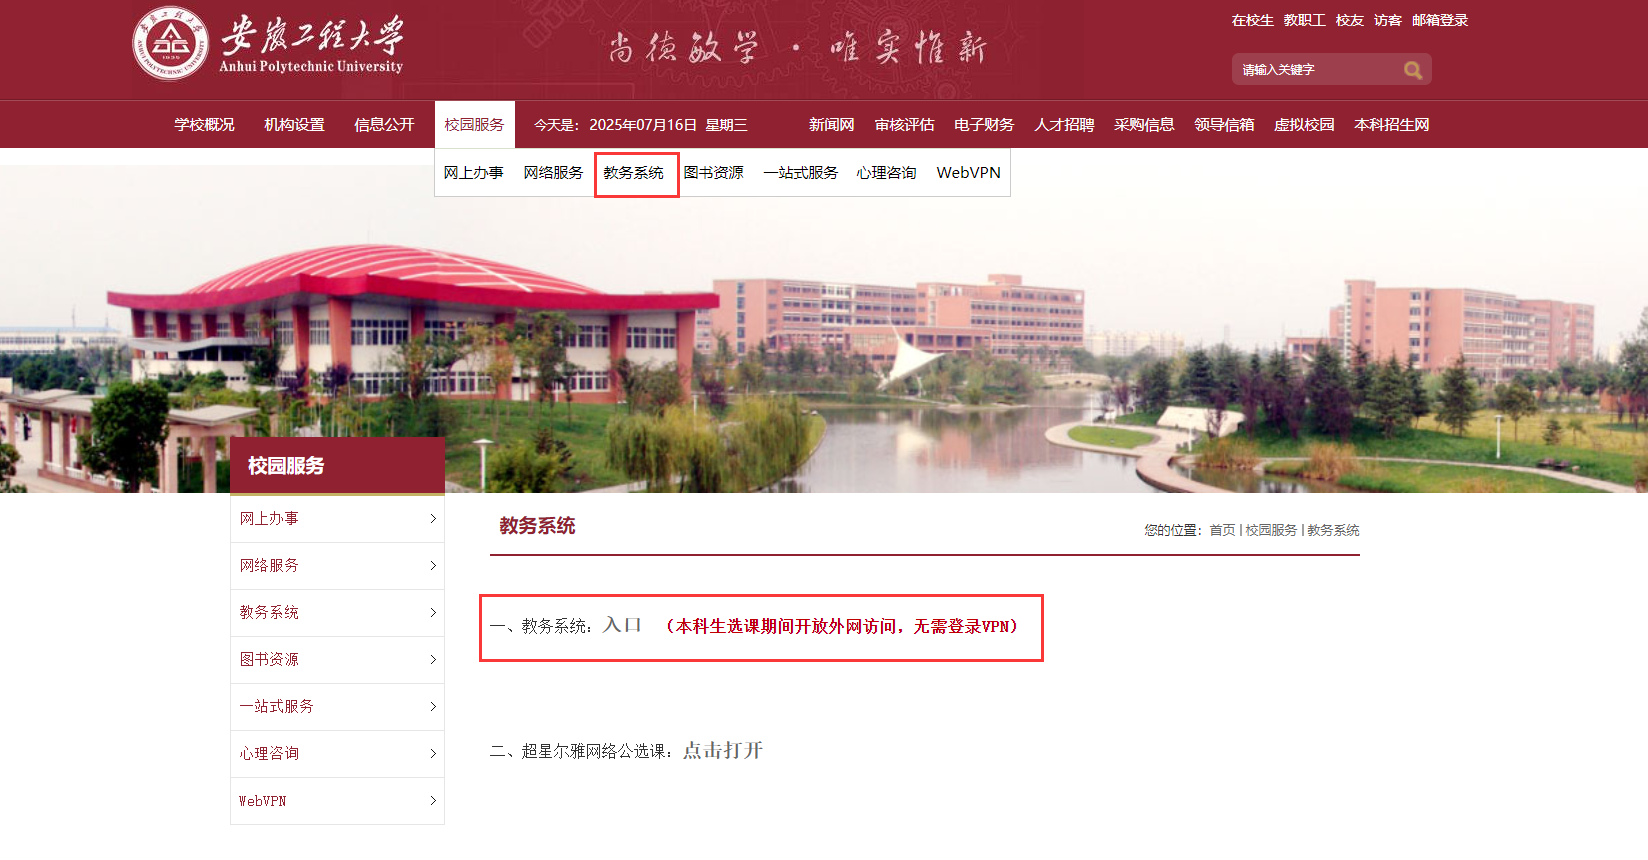 安徽工程大学
Anhui Polytechnic University
尚德敏学 · 唯实惟新
在校生 教职工 校友 访客 邮箱登录
请输入关键字
学校概况 机构设置 信息公开 校园服务 今天是：2025年07月16日 星期三 新闻网 审核评估 电子财务 人才招聘 采购信息 领导信箱 虚拟校园 本科招生网
网上办事 网络服务 教务系统 图书资源 一站式服务 心理咨询 WebVPN
校园服务
网上办事
网络服务
教务系统
图书资源
一站式服务
心理咨询
WebVPN
教务系统
您的位置：首页 | 校园服务 | 教务系统
一、教务系统：入口 （本科生选课期间开放外网访问，无需登录VPN）
二、超星尔雅网络公选课：点击打开